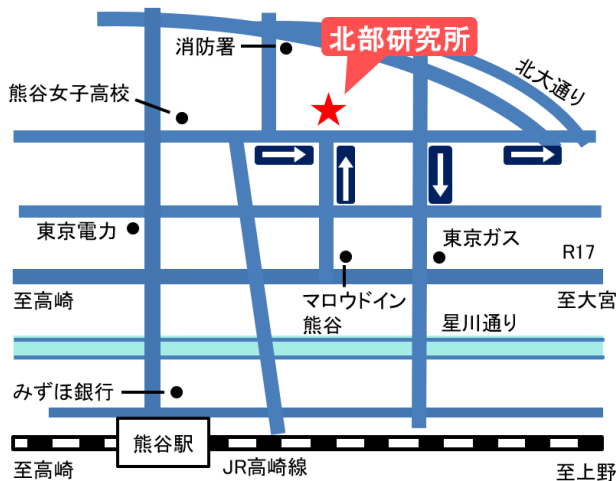 消防署
北部研究所
北大通り
熊谷女子高校
東京電力
東京ガス
R17
至高崎
マロウドイン
熊谷
至大宮
星川通り
みずほ銀行
熊谷駅
至高崎
JR高崎線
至上野